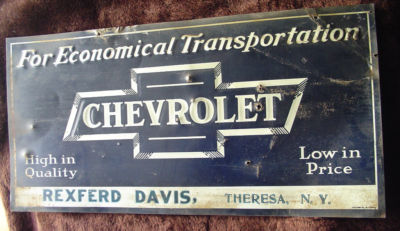 For Economical Transportation
CHEVROLET
High in
Quality
Low in
Price
REXFERD DAVIS, THERESA, N. Y.